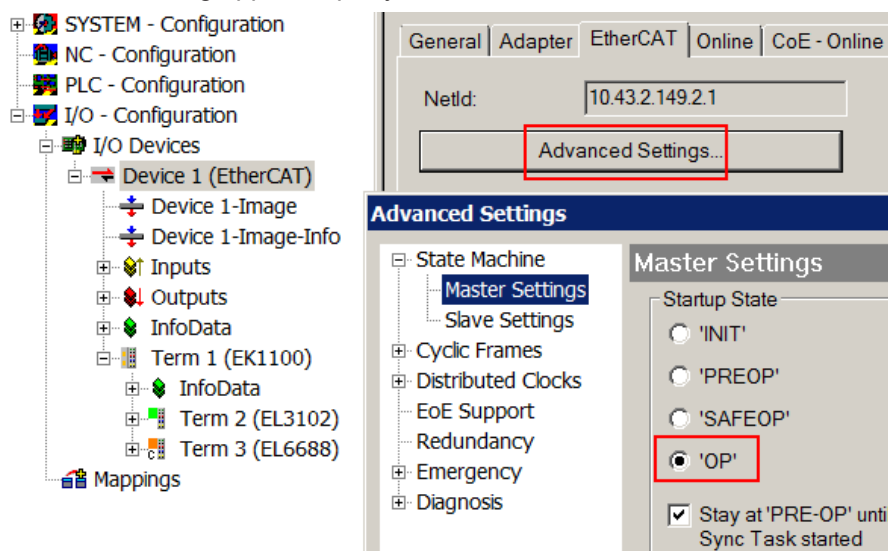 SYSTEM - Configuration
NC - Configuration
PLC - Configuration
I/O - Configuration
I/O Devices
Device 1 (EtherCAT)
Device 1-Image
Device 1-Image-Info
Inputs
Outputs
InfoData
Term 1 (EK1100)
InfoData
Term 2 (EL3102)
Term 3 (EL6688)
Mappings
General Adapter EtherCAT Online CoE - Online
NetId: 10.43.2.149.2.1
Advanced Settings...
Advanced Settings
State Machine
Master Settings
Slave Settings
Cyclic Frames
Distributed Clocks
EoE Support
Redundancy
Emergency
Diagnosis
Master Settings
Startup State
'INIT'
'PREOP'
'SAFEOP'
'OP'
Stay at 'PRE-OP' unti
Sync Task started